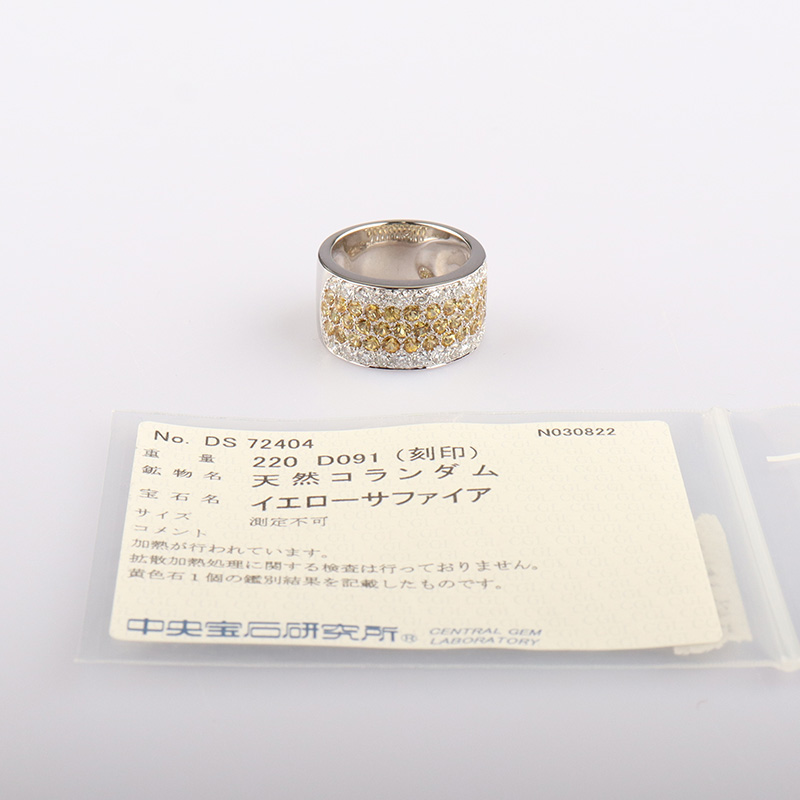 No. DS 72404 N030822
重量 220 D091（刻印）
鉱物名 天然コランダム
宝石名 イエローサファイア
サイズ 測定不可
コメント
加熱が行われています。
拡散加熱処理に関する検査は行っておりません。
黄色石1個の鑑別結果を記載したものです。
中央宝石研究所® CENTRAL GEM
LABORATORY